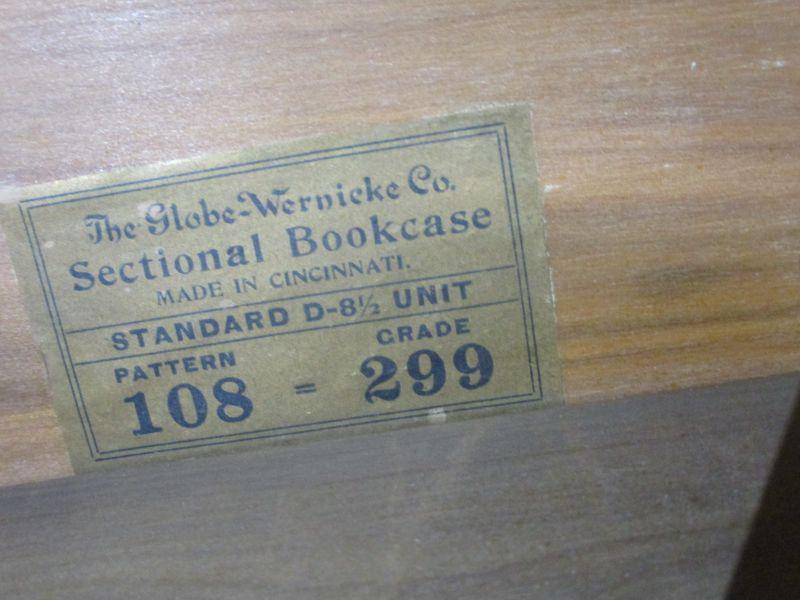 The Globe-Wernicke Co.
Sectional Bookcase
MADE IN CINCINNATI.
STANDARD D-8½ UNIT
PATTERN GRADE
108 = 299